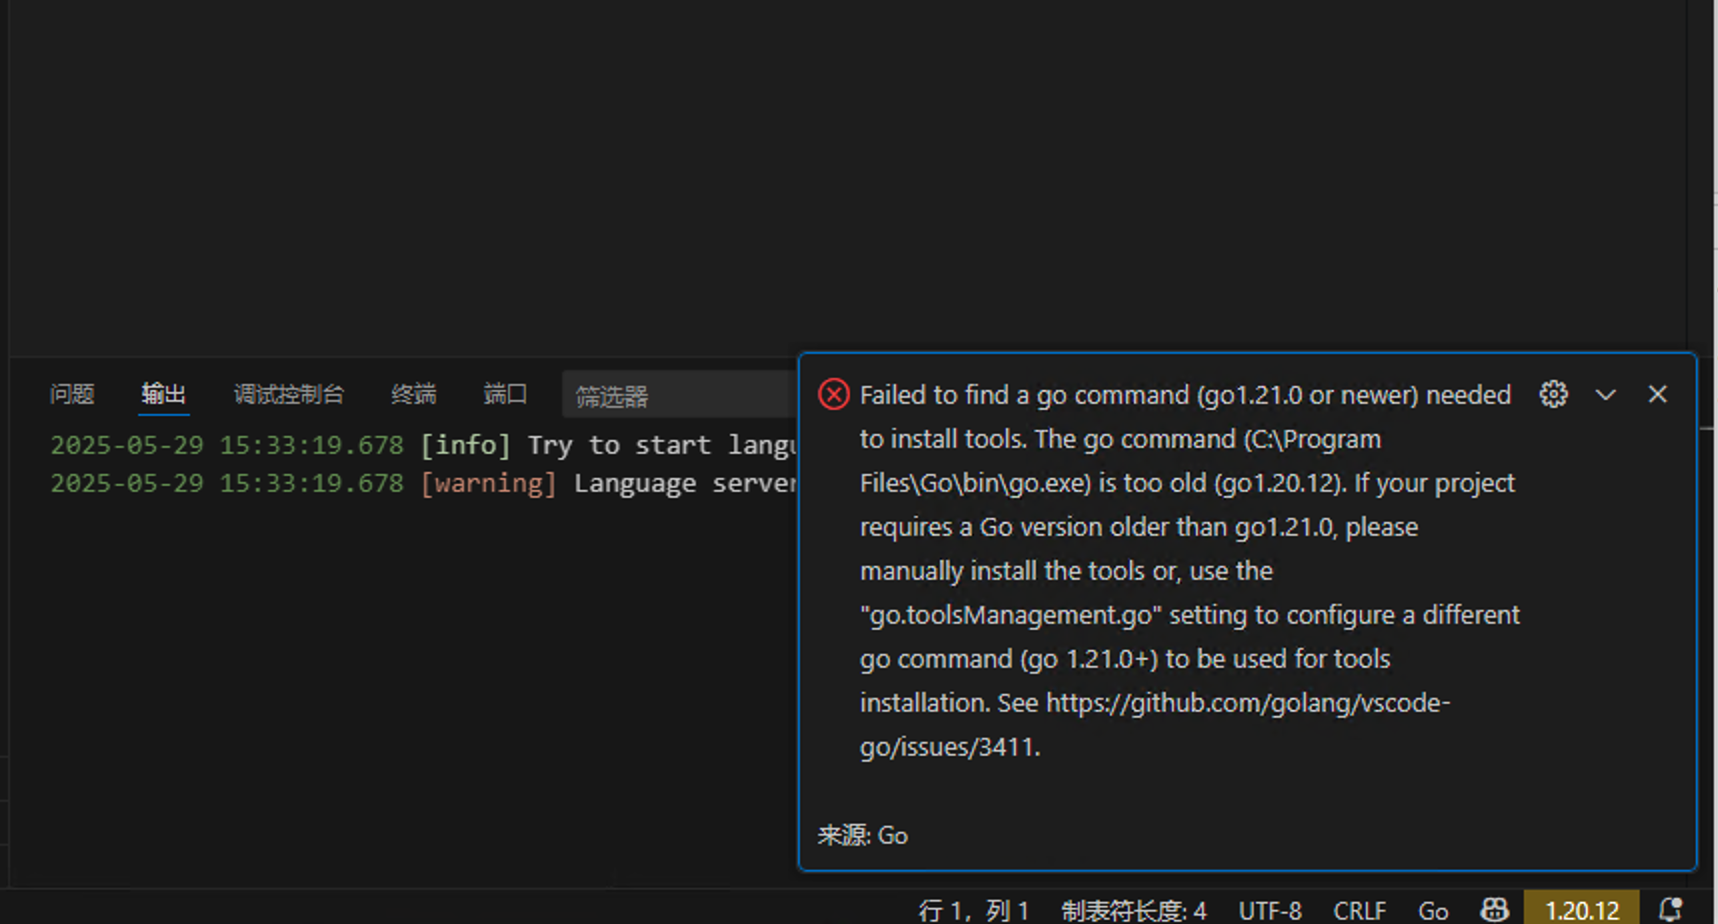 问题 输出 调试控制台 终端 端口 筛选器
2025-05-29 15:33:19.678 [info] Try to start langu
2025-05-29 15:33:19.678 [warning] Language server
Failed to find a go command (go1.21.0 or newer) needed
to install tools. The go command (C:\Program
Files\Go\bin\go.exe) is too old (go1.20.12). If your project
requires a Go version older than go1.21.0, please
manually install the tools or, use the
"go.toolsManagement.go" setting to configure a different
go command (go 1.21.0+) to be used for tools
installation. See https://github.com/golang/vscode-
go/issues/3411.
来源: Go
行 1，列 1 制表符长度: 4 UTF-8 CRLF Go 1.20.12